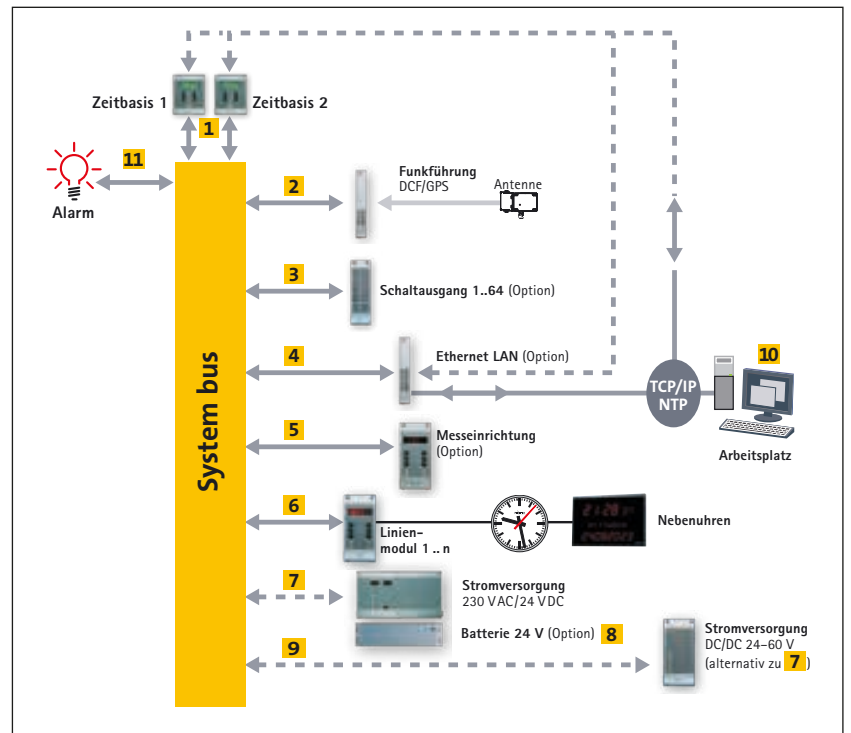 Zeitbasis 1
Zeitbasis 2
1
11
Alarm
System bus
2
Funkführung
DCF/GPS
Antenne
3
Schaltausgang 1..64 (Option)
4
Ethernet LAN (Option)
TCP/IP
NTP
10
Arbeitsplatz
5
Messeinrichtung
(Option)
6
Linien-
modul 1 .. n
Nebenuhren
7
Stromversorgung
230 VAC/24 VDC
Batterie 24 V (Option) 8
9
Stromversorgung
DC/DC 24–60 V
(alternativ zu 7)